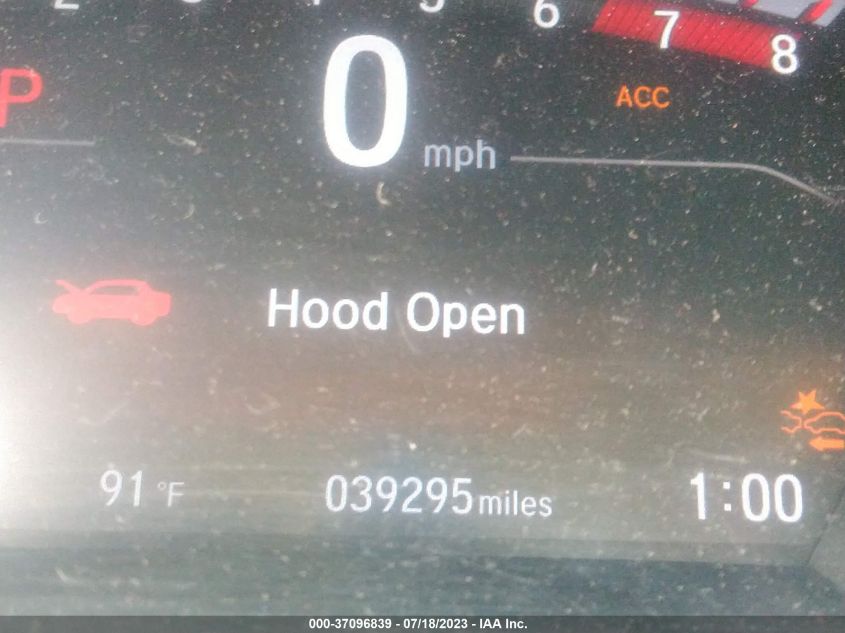 6 7 8
0 mph
P
ACC
Hood Open
91 °F 039295 miles 1:00
000-37096839 - 07/18/2023 - IAA Inc.